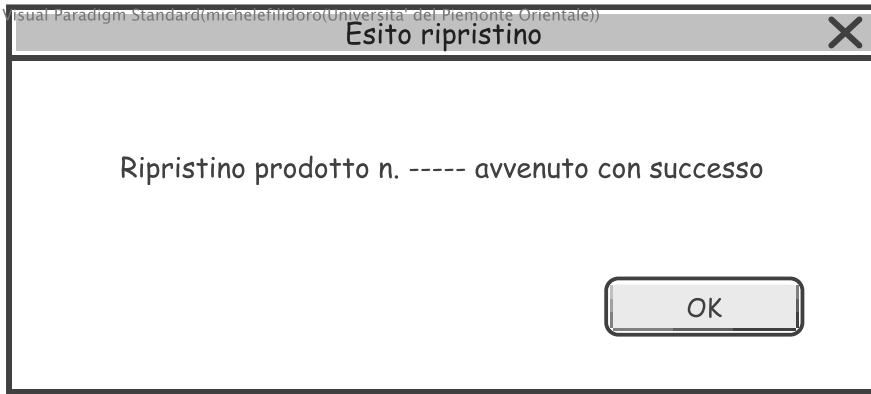 Visual Paradigm Standard(michelefilidoro(Universita' del Piemonte Orientale))
Esito ripristino
Ripristino prodotto n. ----- avvenuto con successo
OK